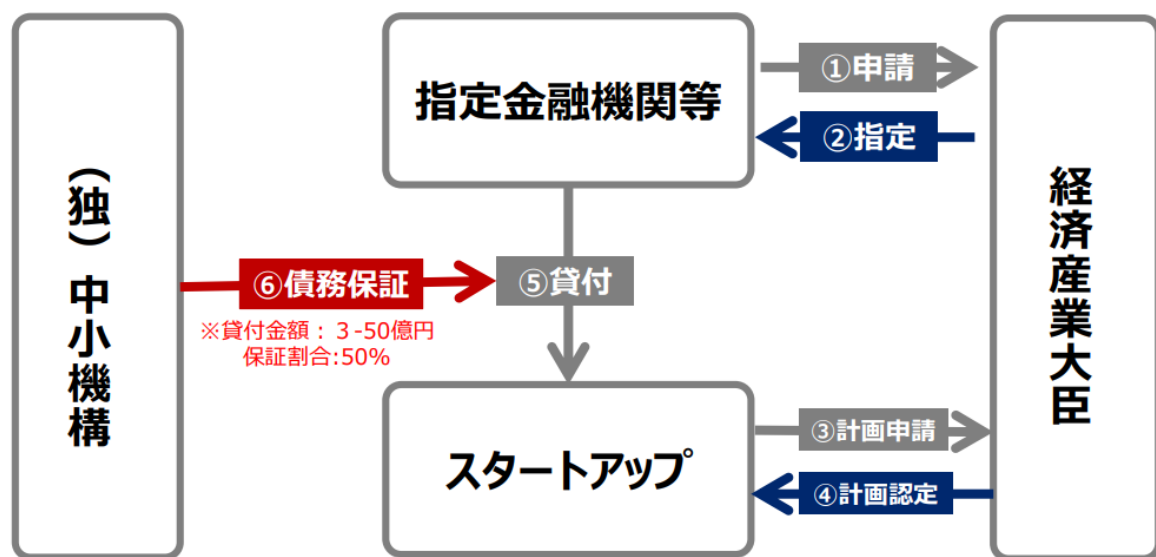 (独)中小機構
指定金融機関等
①申請
②指定
経済産業大臣
⑥債務保証
⑤貸付
※貸付金額：3-50億円
保証割合:50%
スタートアップ
③計画申請
④計画認定